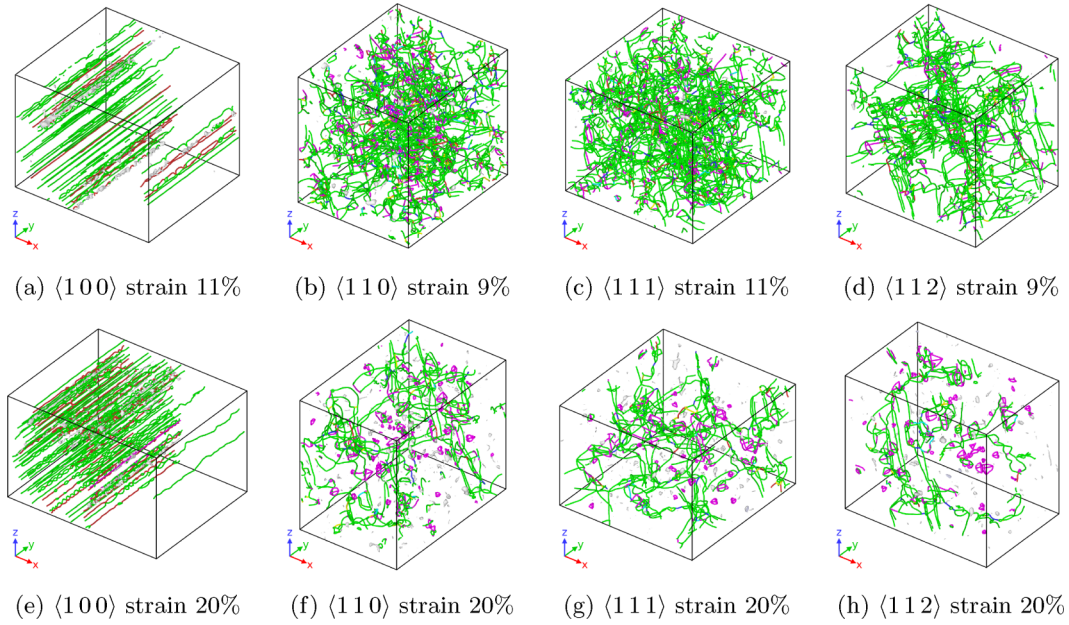 z y x
z y x
z y x
z y x
(a) ⟨1 0 0⟩ strain 11%
(b) ⟨1 1 0⟩ strain 9%
(c) ⟨1 1 1⟩ strain 11%
(d) ⟨1 1 2⟩ strain 9%
z y x
z y x
z y x
z y x
(e) ⟨1 0 0⟩ strain 20%
(f) ⟨1 1 0⟩ strain 20%
(g) ⟨1 1 1⟩ strain 20%
(h) ⟨1 1 2⟩ strain 20%